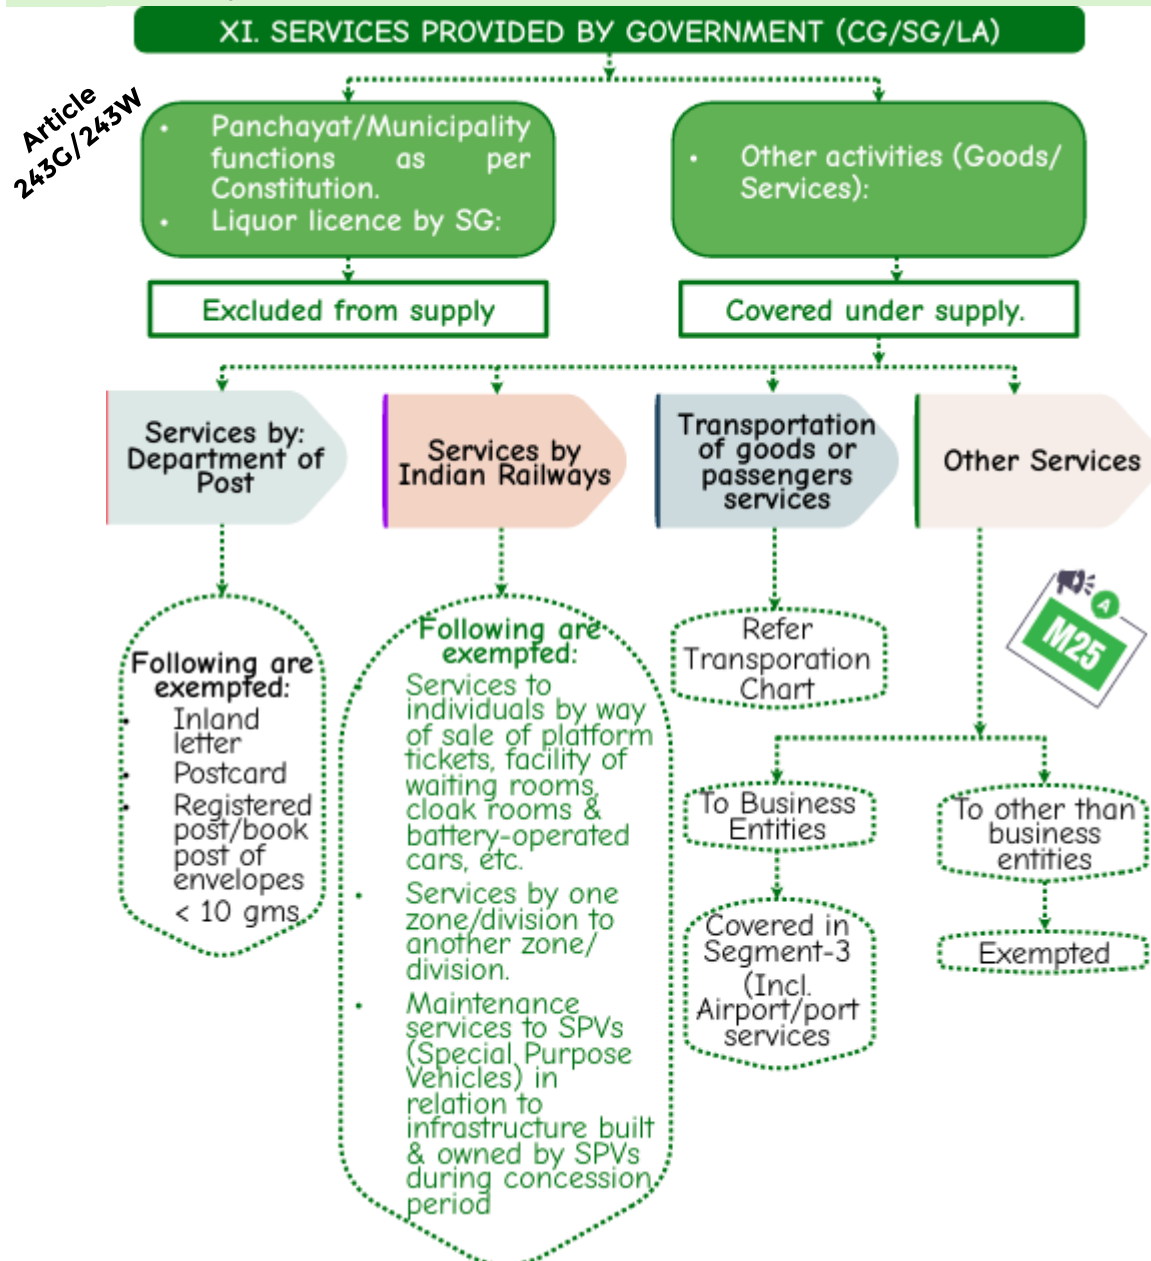 XI. SERVICES PROVIDED BY GOVERNMENT (CG/SG/LA)
Article
243G/243W
• Panchayat/Municipality
functions as per
Constitution.
• Liquor licence by SG:
• Other activities (Goods/
Services):
Excluded from supply
Covered under supply.
Services by:
Department of
Post
Services by
Indian Railways
Transportation
of goods or
passengers
services
Other Services
Following are
exempted:
• Inland
letter
• Postcard
• Registered
post/book
post of
envelopes
< 10 gms.
Following are
exempted:
• Services to
individuals by way
of sale of platform
tickets, facility of
waiting rooms,
cloak rooms &
battery-operated
cars, etc.
• Services by one
zone/division to
another zone/
division.
• Maintenance
services to SPVs
(Special Purpose
Vehicles) in
relation to
infrastructure built
& owned by SPVs
during concession
period
Refer
Transporation
Chart
A
M25
To Business
Entities
To other than
business
entities
Covered in
Segment-3
(Incl.
Airport/port
services
Exempted